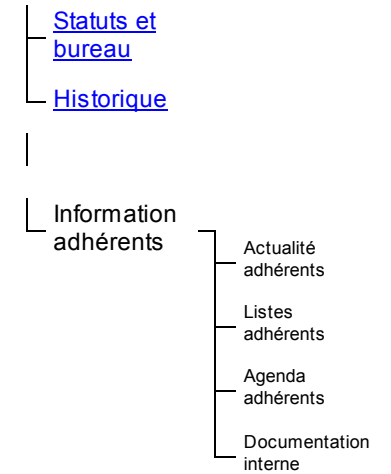 Statuts et
bureau
Historique
Information
adhérents
Actualité
adhérents
Listes
adhérents
Agenda
adhérents
Documentation
interne